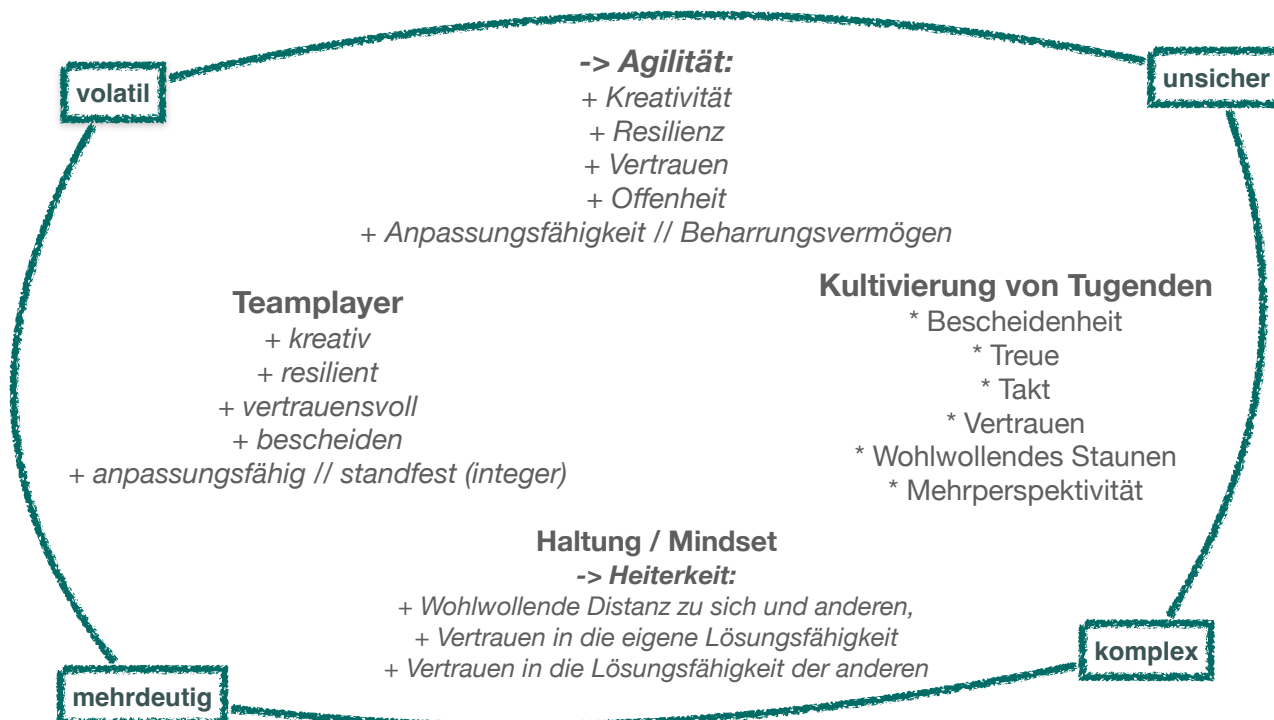 volatil
unsicher
-> Agilität:
+ Kreativität
+ Resilienz
+ Vertrauen
+ Offenheit
+ Anpassungsfähigkeit // Beharrungsvermögen
Teamplayer
+ kreativ
+ resilient
+ vertrauensvoll
+ bescheiden
+ anpassungsfähig // standfest (integer)
Kultivierung von Tugenden
* Bescheidenheit
* Treue
* Takt
* Vertrauen
* Wohlwollendes Staunen
* Mehrperspektivität
Haltung / Mindset
-> Heiterkeit:
+ Wohlwollende Distanz zu sich und anderen,
+ Vertrauen in die eigene Lösungsfähigkeit
+ Vertrauen in die Lösungsfähigkeit der anderen
komplex
mehrdeutig